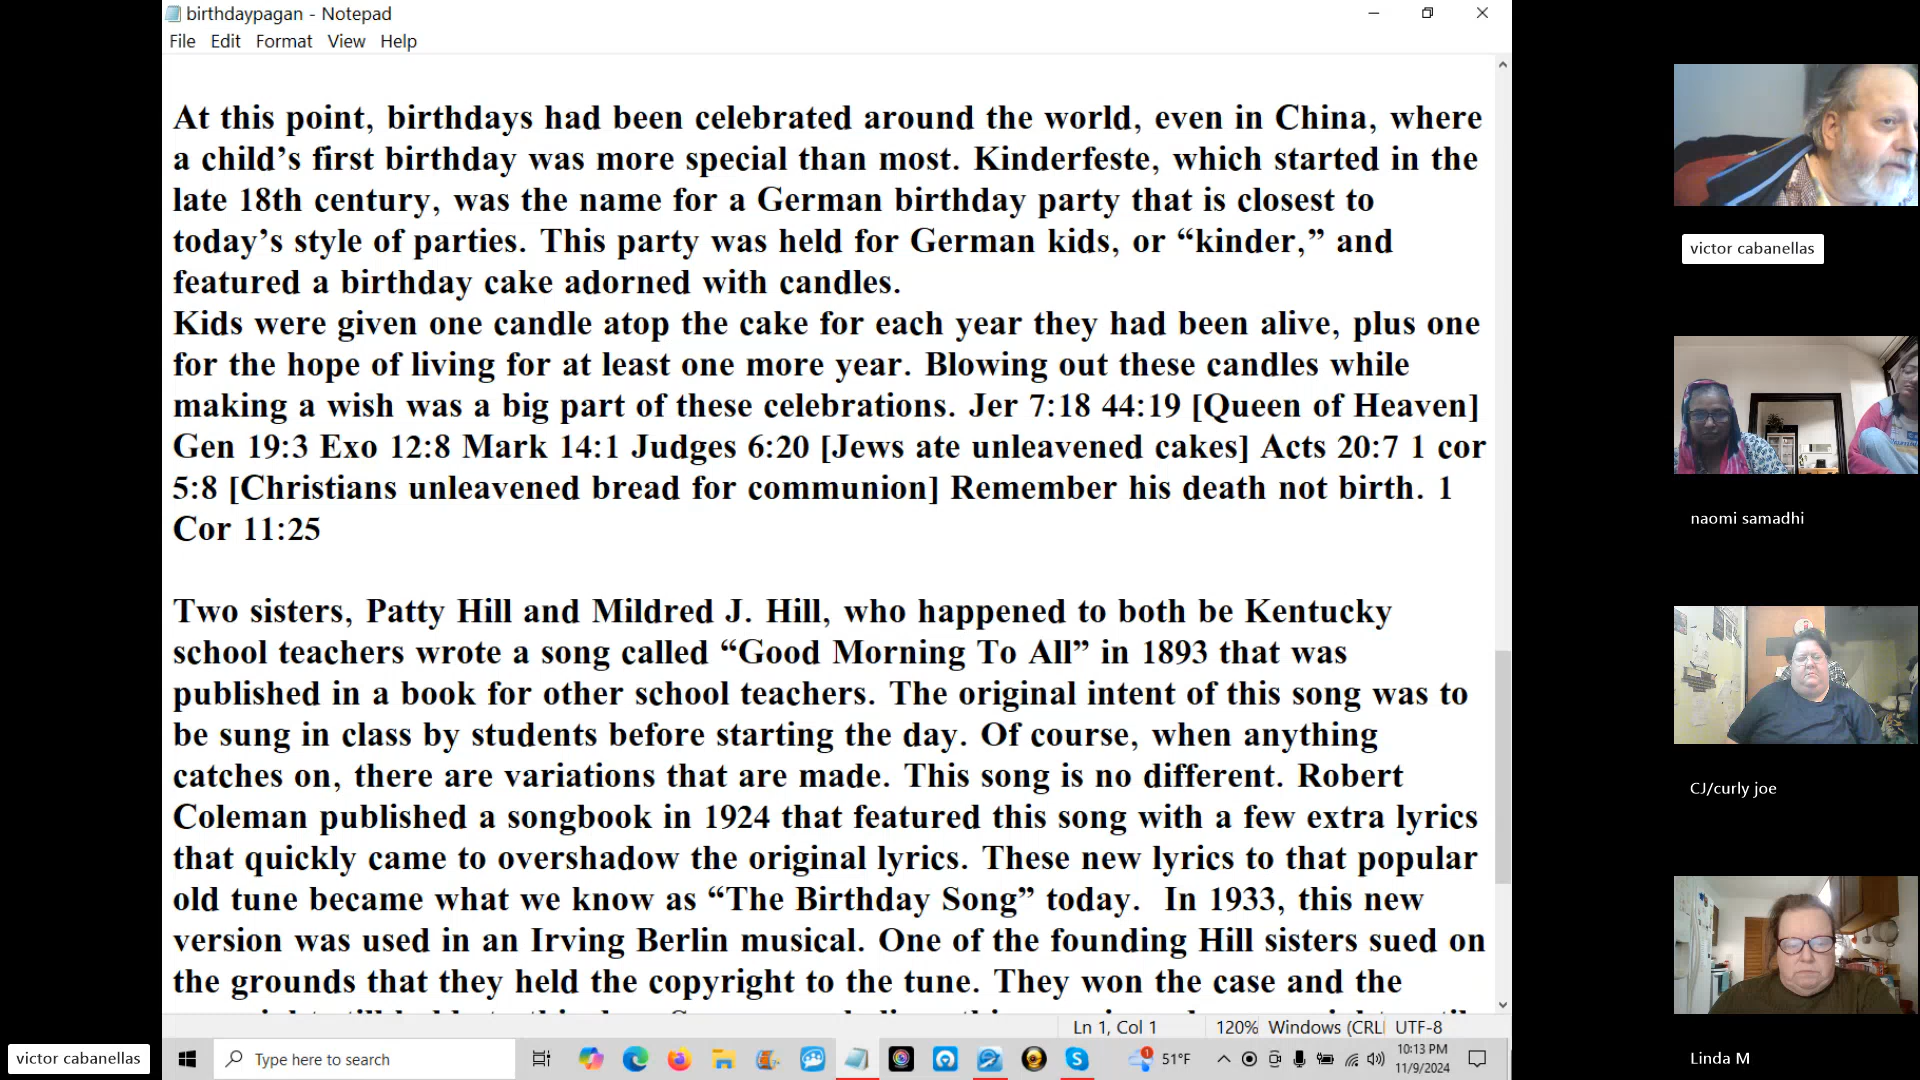 birthdaypagan - Notepad
File Edit Format View Help
At this point, birthdays had been celebrated around the world, even in China, where
a child’s first birthday was more special than most. Kinderfeste, which started in the
late 18th century, was the name for a German birthday party that is closest to
today’s style of parties. This party was held for German kids, or “kinder,” and
featured a birthday cake adorned with candles.
Kids were given one candle atop the cake for each year they had been alive, plus one
for the hope of living for at least one more year. Blowing out these candles while
making a wish was a big part of these celebrations. Jer 7:18 44:19 [Queen of Heaven]
Gen 19:3 Exo 12:8 Mark 14:1 Judges 6:20 [Jews ate unleavened cakes] Acts 20:7 1 cor
5:8 [Christians unleavened bread for communion] Remember his death not birth. 1
Cor 11:25
Two sisters, Patty Hill and Mildred J. Hill, who happened to both be Kentucky
school teachers wrote a song called “Good Morning To All” in 1893 that was
published in a book for other school teachers. The original intent of this song was to
be sung in class by students before starting the day. Of course, when anything
catches on, there are variations that are made. This song is no different. Robert
Coleman published a songbook in 1924 that featured this song with a few extra lyrics
that quickly came to overshadow the original lyrics. These new lyrics to that popular
old tune became what we know as “The Birthday Song” today. In 1933, this new
version was used in an Irving Berlin musical. One of the founding Hill sisters sued on
the grounds that they held the copyright to the tune. They won the case and the
Ln 1, Col 1 120% Windows (CRL UTF-8
Type here to search
1
51°F
10:13 PM
11/9/2024
victor cabanellas
victor cabanellas
naomi samadhi
CJ/curly joe
Linda M